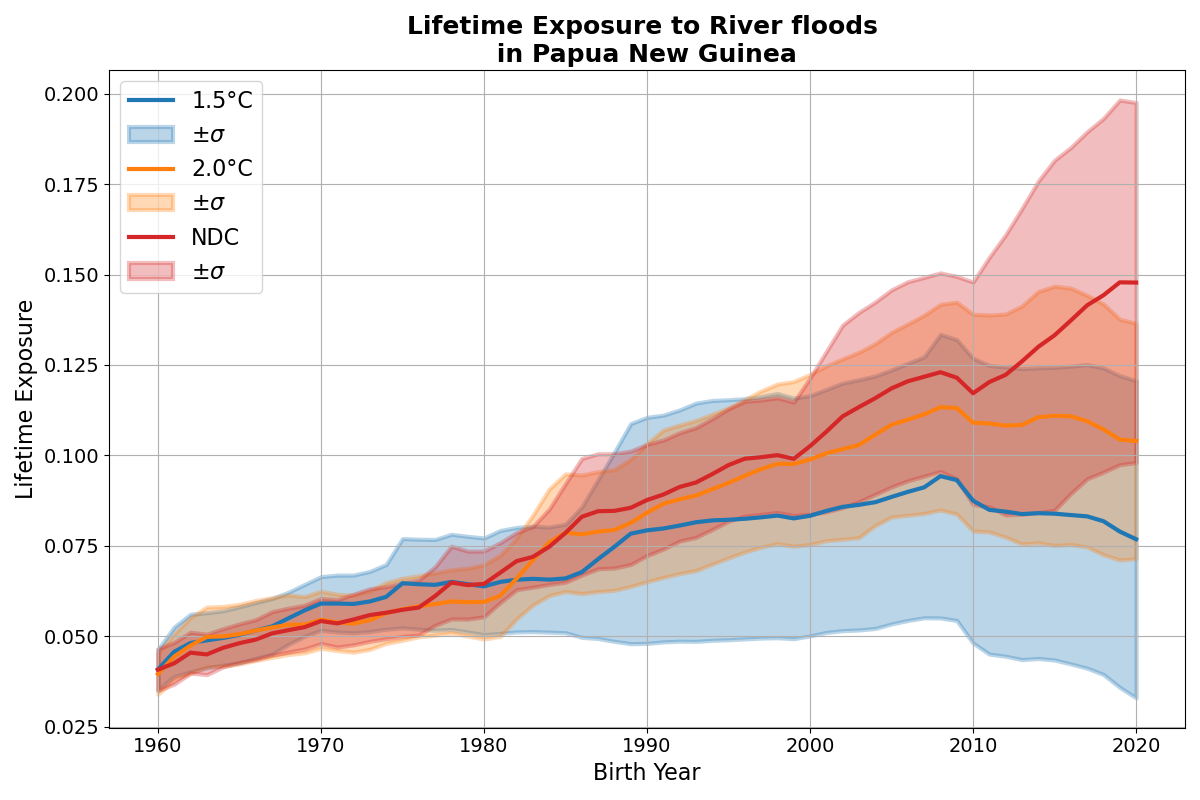 Lifetime Exposure to River floods
in Papua New Guinea
Lifetime Exposure
0.200
0.175
0.150
0.125
0.100
0.075
0.050
0.025
1.5°C
±σ
2.0°C
±σ
NDC
±σ
1960 1970 1980 1990 2000 2010 2020
Birth Year